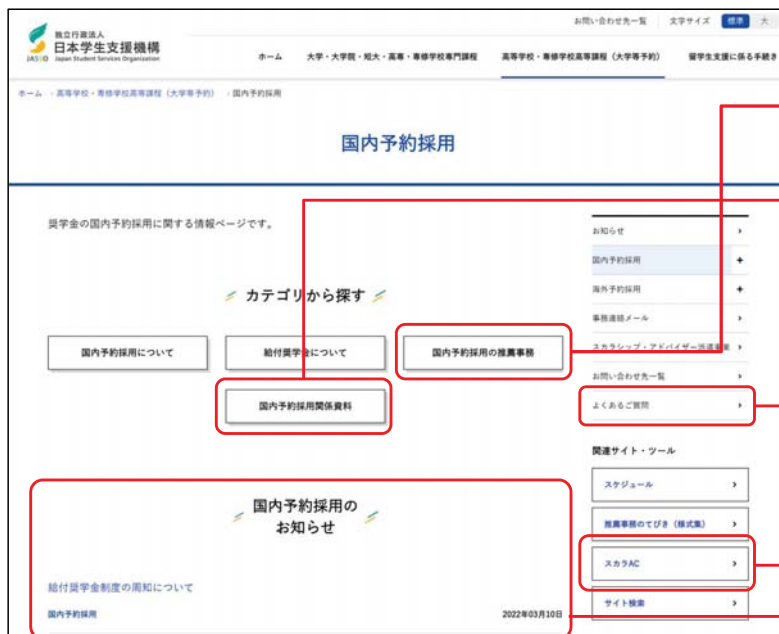 お問い合わせ先一覧 文字サイズ 標準 大
独立行政法人
日本学生支援機構
JASSO Japan Student Services Organization
ホーム 大学・大学院・短大・高専・専修学校専門課程 高等学校・専修学校高等課程（大学等予約） 留学生支援に係る手続き
ホーム › 高等学校・専修学校高等課程（大学等予約） › 国内予約採用
国内予約採用
奨学金の国内予約採用に関する情報ページです。
カテゴリから探す
国内予約採用について
給付奨学金について
国内予約採用の推薦事務
国内予約採用関係資料
国内予約採用の
お知らせ
給付奨学金制度の周知について
国内予約採用 2022年03月10日
お知らせ
国内予約採用
海外予約採用
事務連絡メール
スカラシップ・アドバイザー派遣事業
お問い合わせ先一覧
よくあるご質問
関連サイト・ツール
スケジュール
推薦事務のてびき（様式集）
スカラAC
サイト検索